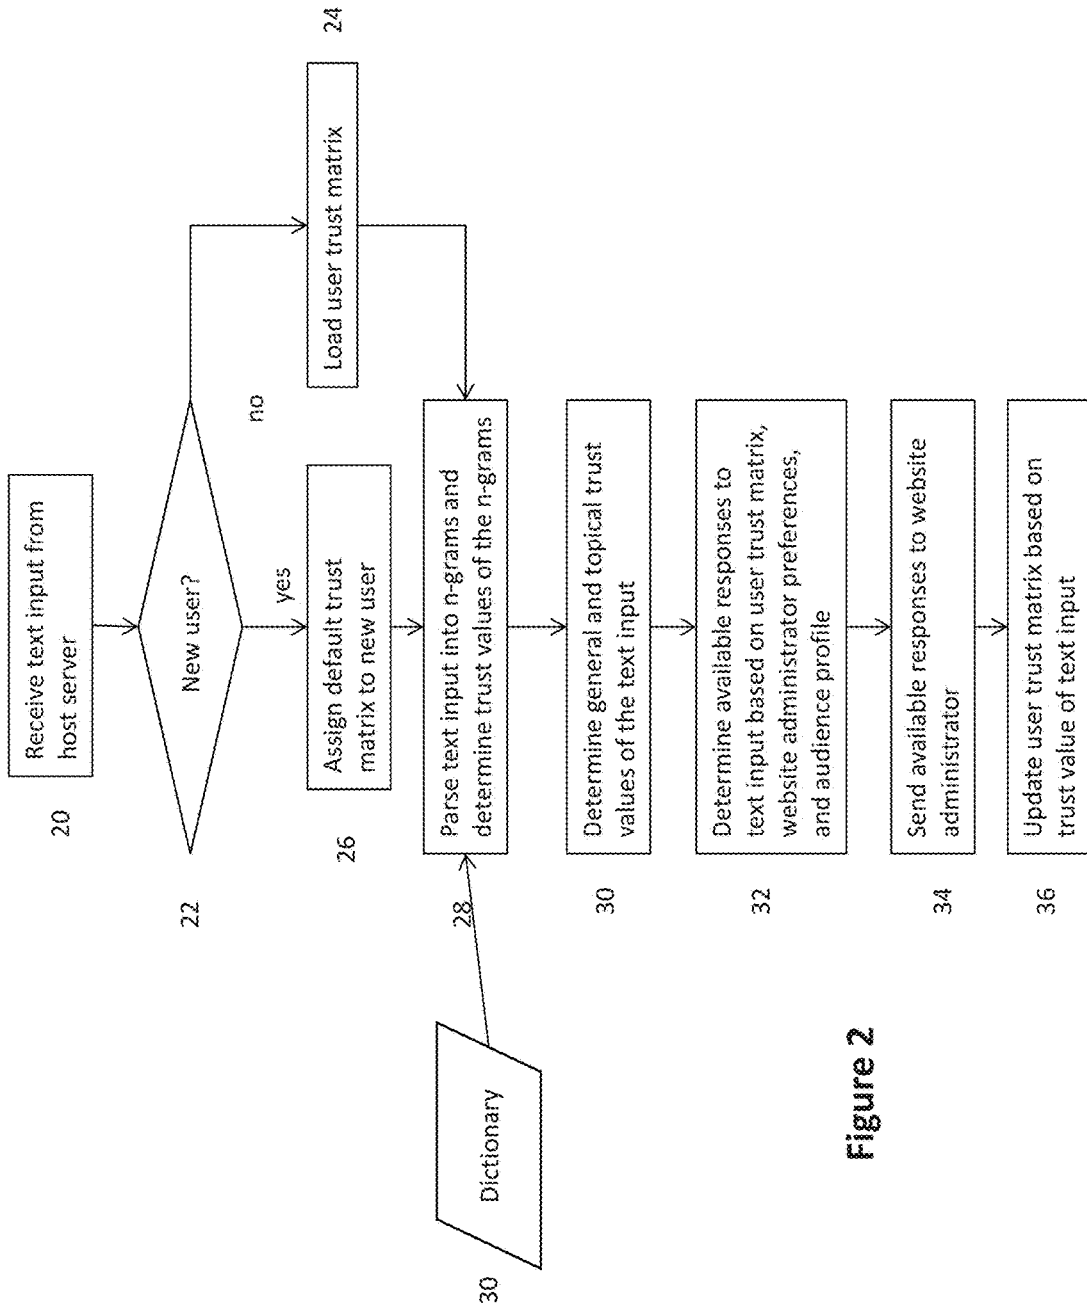 Receive text input from
host server
20
New user?
22
no
yes
Load user trust matrix
24
Assign default trust
matrix to new user
26
Parse text input into n-grams and
determine trust values of the n-grams
28
Dictionary
30
Determine general and topical trust
values of the text input
30
Determine available responses to
text input based on user trust matrix,
website administrator preferences,
and audience profile
32
Send available responses to website
administrator
34
Update user trust matrix based on
trust value of text input
36
Figure 2